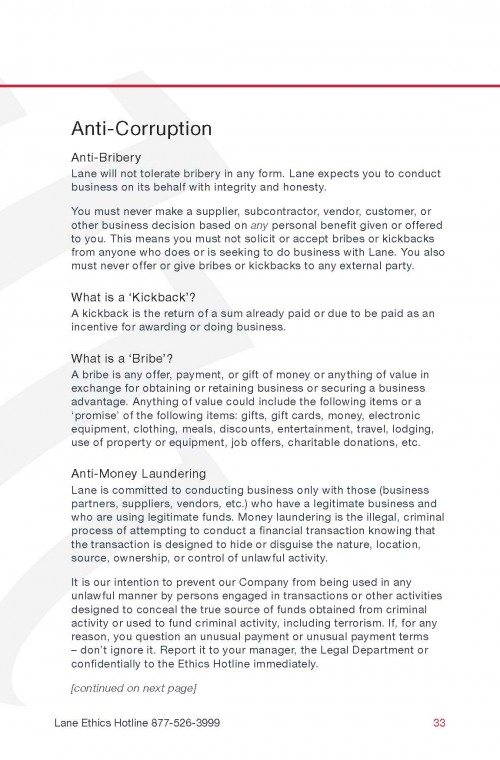 Anti-Corruption
Anti-Bribery
Lane will not tolerate bribery in any form. Lane expects you to conduct
business on its behalf with integrity and honesty.
You must never make a supplier, subcontractor, vendor, customer, or
other business decision based on any personal benefit given or offered
to you. This means you must not solicit or accept bribes or kickbacks
from anyone who does or is seeking to do business with Lane. You also
must never offer or give bribes or kickbacks to any external party.
What is a ‘Kickback’?
A kickback is the return of a sum already paid or due to be paid as an
incentive for awarding or doing business.
What is a ‘Bribe’?
A bribe is any offer, payment, or gift of money or anything of value in
exchange for obtaining or retaining business or securing a business
advantage. Anything of value could include the following items or a
‘promise’ of the following items: gifts, gift cards, money, electronic
equipment, clothing, meals, discounts, entertainment, travel, lodging,
use of property or equipment, job offers, charitable donations, etc.
Anti-Money Laundering
Lane is committed to conducting business only with those (business
partners, suppliers, vendors, etc.) who have a legitimate business and
who are using legitimate funds. Money laundering is the illegal, criminal
process of attempting to conduct a financial transaction knowing that
the transaction is designed to hide or disguise the nature, location,
source, ownership, or control of unlawful activity.
It is our intention to prevent our Company from being used in any
unlawful manner by persons engaged in transactions or other activities
designed to conceal the true source of funds obtained from criminal
activity or used to fund criminal activity, including terrorism. If, for any
reason, you question an unusual payment or unusual payment terms
– don’t ignore it. Report it to your manager, the Legal Department or
confidentially to the Ethics Hotline immediately.
[continued on next page]
Lane Ethics Hotline 877-526-3999
33